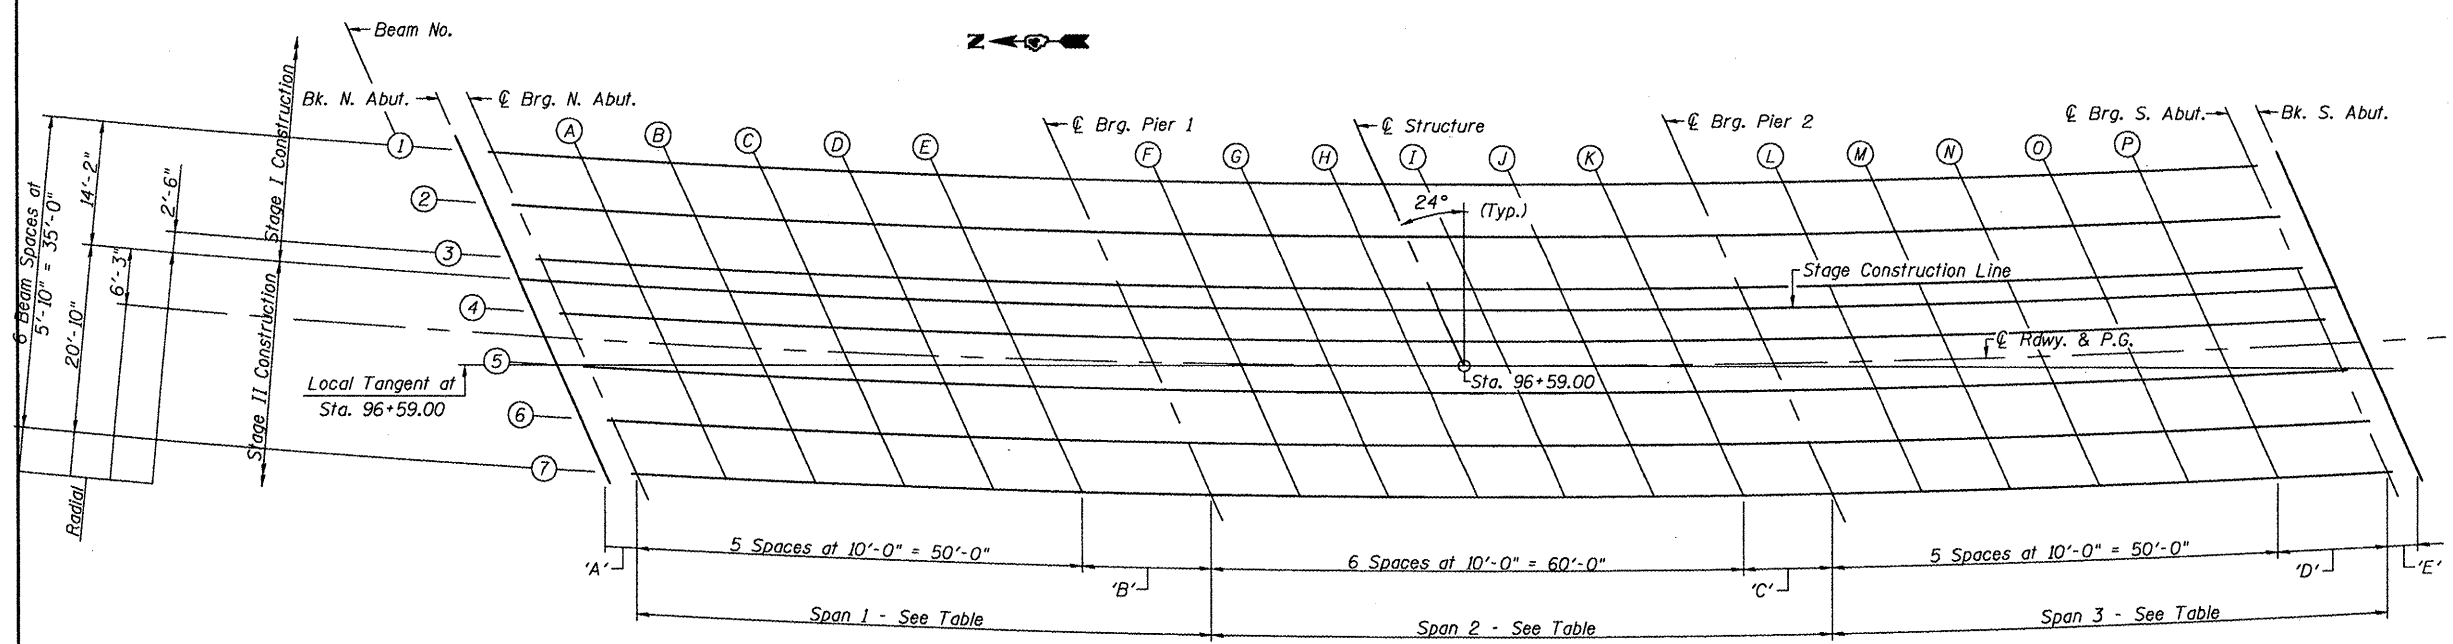 Beam No.
N
Bk. N. Abut.
℄ Brg. N. Abut.
℄ Brg. Pier 1
℄ Structure
℄ Brg. Pier 2
℄ Brg. S. Abut.
Bk. S. Abut.
A
B
C
D
E
F
G
H
I
J
K
L
M
N
O
P
1
2
3
4
5
6
7
6 Beam Spaces at
5'-10" = 35'-0"
14'-2"
2'-6"
20'-10"
6'-3"
Radial
Stage I Construction
Stage II Construction
24°
(Typ.)
Stage Construction Line
℄ Rdwy. & P.G.
Local Tangent at
Sta. 96+59.00
Sta. 96+59.00
'A'
5 Spaces at 10'-0" = 50'-0"
'B'
6 Spaces at 10'-0" = 60'-0"
'C'
5 Spaces at 10'-0" = 50'-0"
'D'
'E'
Span 1 - See Table
Span 2 - See Table
Span 3 - See Table